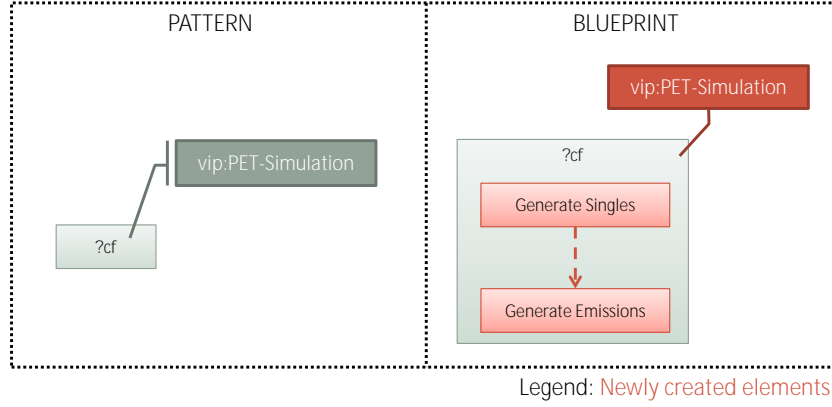 PATTERN
vip:PET-Simulation
?cf
BLUEPRINT
vip:PET-Simulation
?cf
Generate Singles
Generate Emissions
Legend: Newly created elements